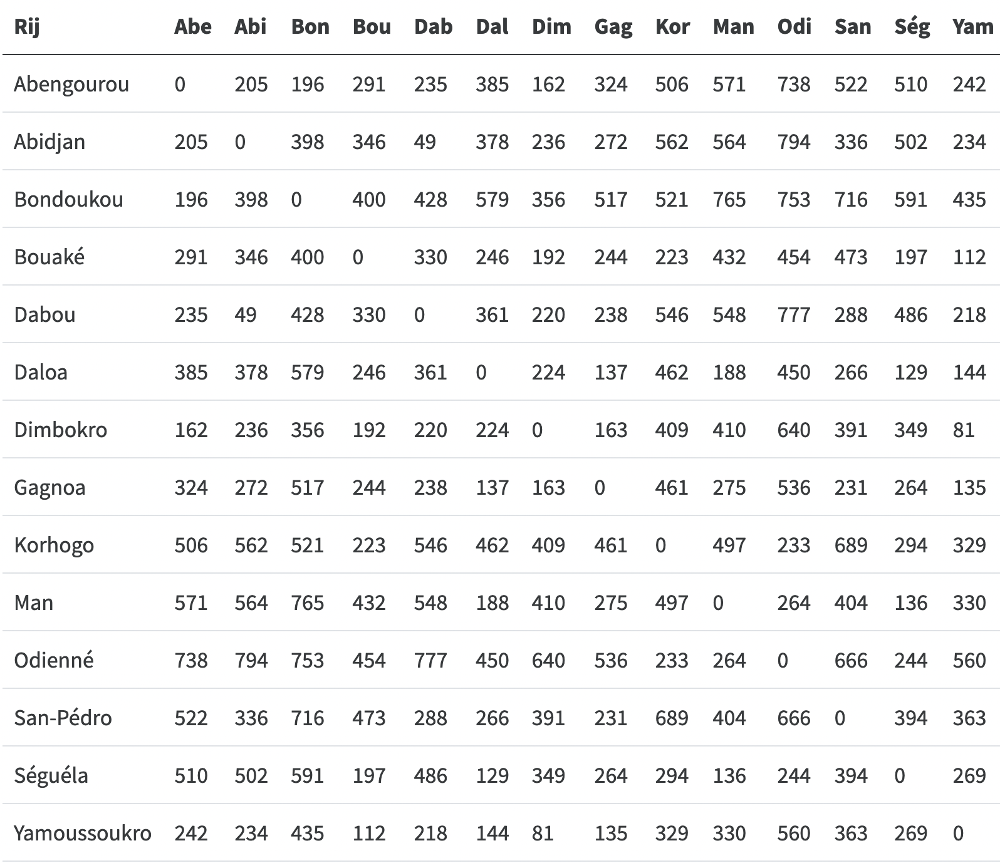 Rij Abe Abi Bon Bou Dab Dal Dim Gag Kor Man Odi San Ség Yam
Abengourou 0 205 196 291 235 385 162 324 506 571 738 522 510 242
Abidjan 205 0 398 346 49 378 236 272 562 564 794 336 502 234
Bondoukou 196 398 0 400 428 579 356 517 521 765 753 716 591 435
Bouaké 291 346 400 0 330 246 192 244 223 432 454 473 197 112
Dabou 235 49 428 330 0 361 220 238 546 548 777 288 486 218
Daloa 385 378 579 246 361 0 224 137 462 188 450 266 129 144
Dimbokro 162 236 356 192 220 224 0 163 409 410 640 391 349 81
Gagnoa 324 272 517 244 238 137 163 0 461 275 536 231 264 135
Korhogo 506 562 521 223 546 462 409 461 0 497 233 689 294 329
Man 571 564 765 432 548 188 410 275 497 0 264 404 136 330
Odienné 738 794 753 454 777 450 640 536 233 264 0 666 244 560
San-Pédro 522 336 716 473 288 266 391 231 689 404 666 0 394 363
Séguéla 510 502 591 197 486 129 349 264 294 136 244 394 0 269
Yamoussoukro 242 234 435 112 218 144 81 135 329 330 560 363 269 0